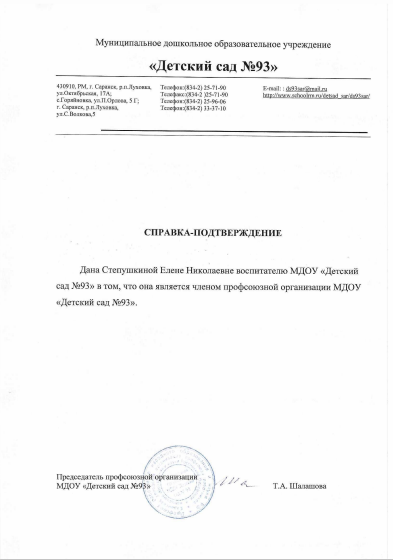 Муниципальное дошкольное образовательное учреждение
«Детский сад №93»
430910, РМ, г. Саранск, р.п.Луховка, Телефон:(834-2) 25-71-90 E-mail: : ds93sar@mail.ru
ул.Октябрьская, 17А; Телефакс:(834-2 )25-71-90 http://www.schoolrm.ru/detsad_sar/ds93sar/
с.Горяйновка, ул.П.Орлова, 5 Г; Телефон:(834-2) 25-96-06
г. Саранск, р.п.Луховка, Телефон:(834-2) 33-37-10
ул.С.Волкова,5
СПРАВКА-ПОДТВЕРЖДЕНИЕ
Дана Степушкиной Елене Николаевне воспитателю МДОУ «Детский
сад №93» в том, что она является членом профсоюзной организации МДОУ
«Детский сад №93».
Председатель профсоюзной организации
МДОУ «Детский сад №93» Т.А. Шалашова